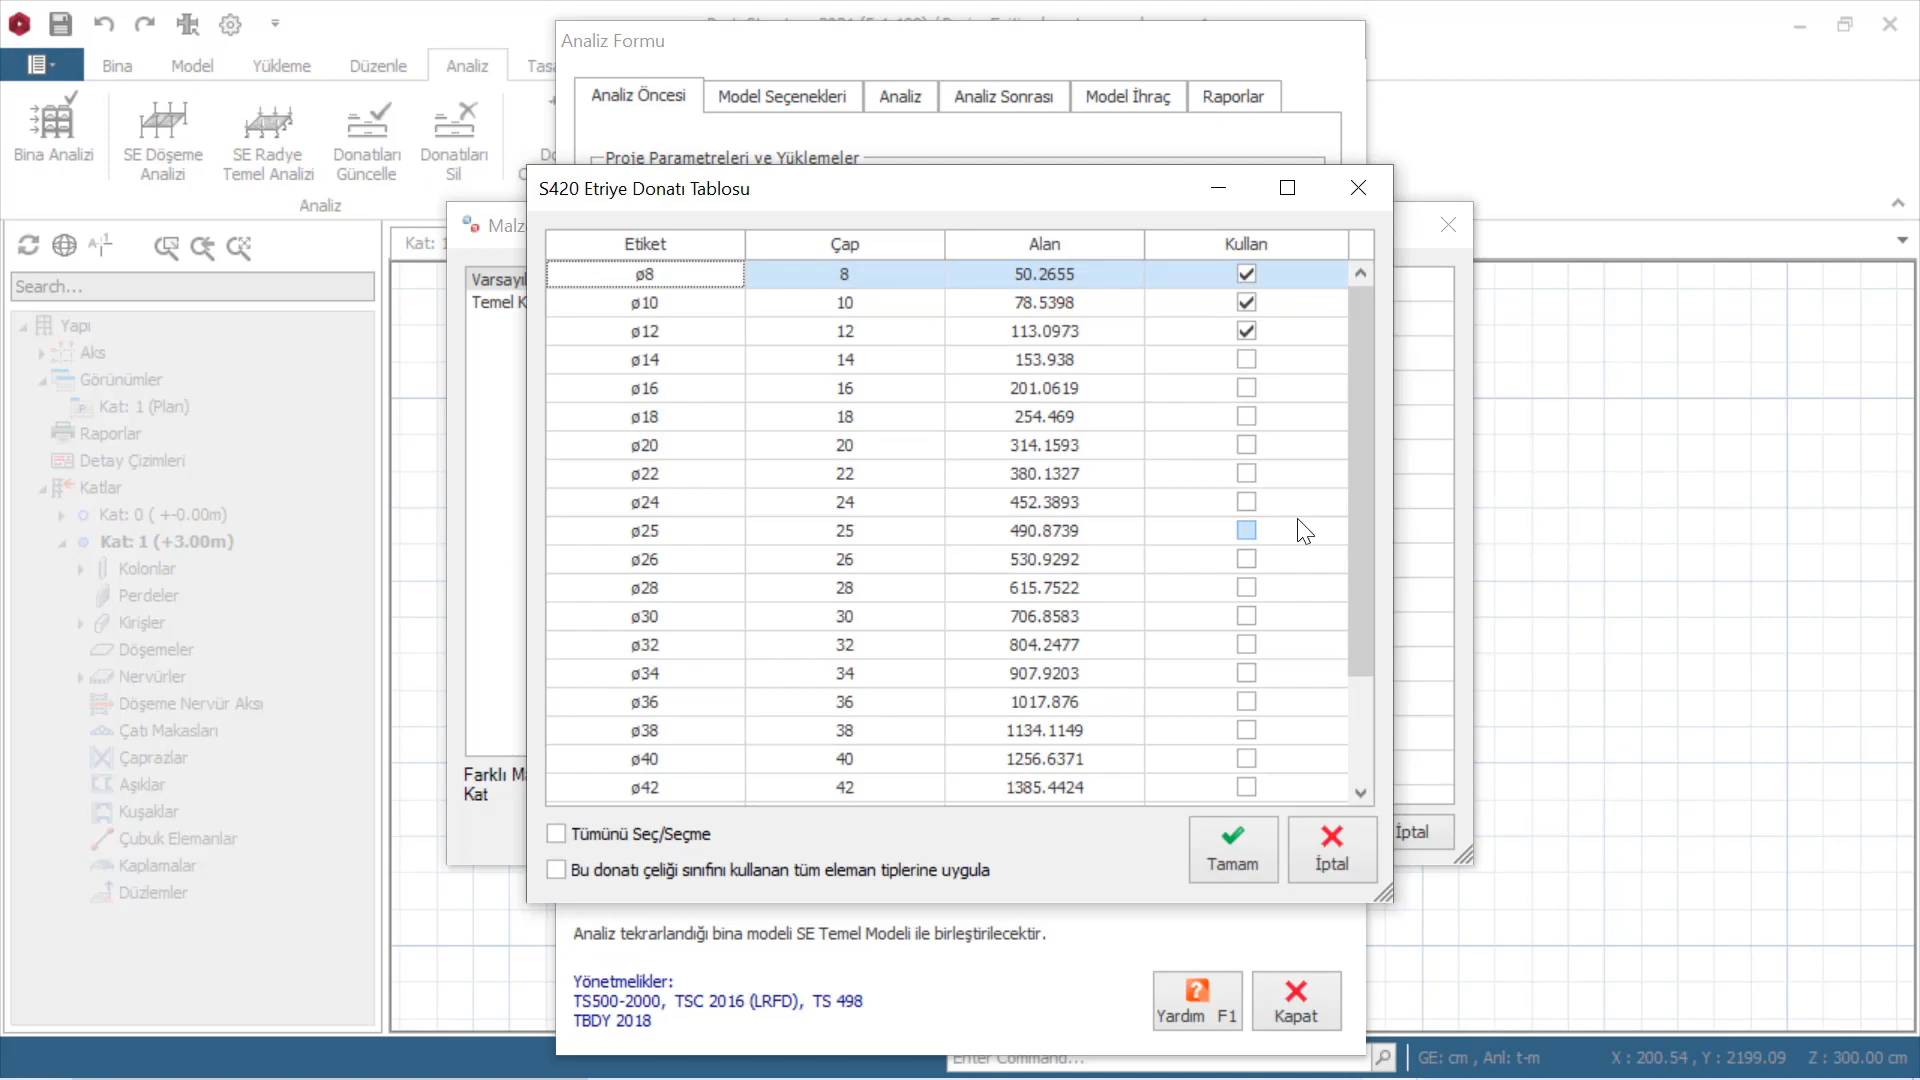 Analiz Formu
Bina
Model
Yükleme
Düzenle
Analiz
Analiz Öncesi
Model Seçenekleri
Analiz
Analiz Sonrası
Model İhraç
Raporlar
Bina Analizi
SE Döşeme
Analizi
SE Radye
Temel Analizi
Donatıları
Güncelle
Donatıları
Sil
Analiz
Proje Parametreleri ve Yüklemeler
S420 Etriye Donatı Tablosu
Search...
Yapı
Aks
Görünümler
Kat: 1 (Plan)
Raporlar
Detay Çizimleri
Katlar
Kat: 0 ( +-0.00m)
Kat: 1 (+3.00m)
Kolonlar
Perdeler
Kirişler
Döşemeler
Nervürler
Döşeme Nervür Aksı
Çatı Makasları
Çaprazlar
Aşıklar
Kuşaklar
Çubuk Elemanlar
Kaplamalar
Düzlemler
Etiket Çap Alan Kullan
ø8 8 50.2655
ø10 10 78.5398
ø12 12 113.0973
ø14 14 153.938
ø16 16 201.0619
ø18 18 254.469
ø20 20 314.1593
ø22 22 380.1327
ø24 24 452.3893
ø25 25 490.8739
ø26 26 530.9292
ø28 28 615.7522
ø30 30 706.8583
ø32 32 804.2477
ø34 34 907.9203
ø36 36 1017.876
ø38 38 1134.1149
ø40 40 1256.6371
ø42 42 1385.4424
Farklı
Kat
Tümünü Seç/Seçme
Bu donatı çeliği sınıfını kullanan tüm eleman tiplerine uygula
Tamam
İptal
İptal
Analiz tekrarlandığı bina modeli SE Temel Modeli ile birleştirilecektir.
Yönetmelikler:
TS500-2000, TSC 2016 (LRFD), TS 498
TBDY 2018
Yardım F1
Kapat
Enter Command...
GE: cm , Anl: t-m
X : 200.54 , Y : 2199.09
Z : 300.00 cm